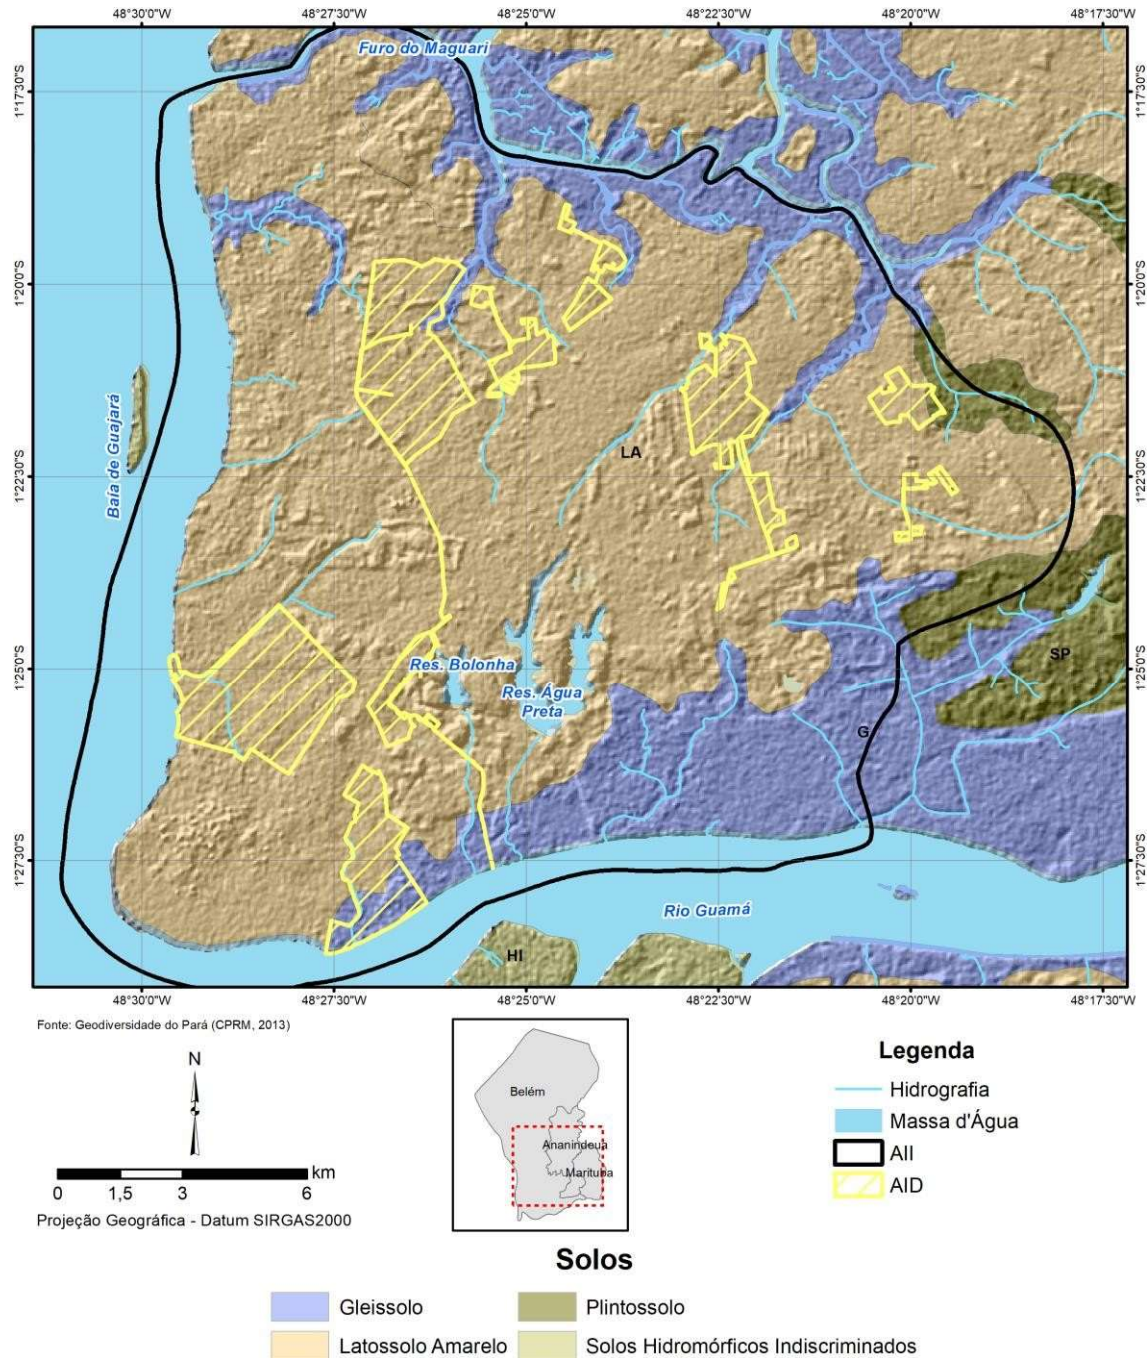 48°30'0"W 48°27'30"W 48°25'0"W 48°22'30"W 48°20'0"W 48°17'30"W
Furo do Maguari
1°17'30"S 1°17'30"S
1°20'0"S 1°20'0"S
Baía de Guajará
LA
1°22'30"S 1°22'30"S
Res. Bolonha
1°25'0"S 1°25'0"S
SP
Res. Água
Preta
G
1°27'30"S 1°27'30"S
Rio Guamá
HI
48°30'0"W 48°27'30"W 48°25'0"W 48°22'30"W 48°20'0"W 48°17'30"W
Fonte: Geodiversidade do Pará (CPRM, 2013)
N
km
0 1,5 3 6
Projeção Geográfica - Datum SIRGAS2000
Belém
Ananindeua
Marituba
Legenda
Hidrografia
Massa d'Água
AII
AID
Solos
Gleissolo
Plintossolo
Latossolo Amarelo
Solos Hidromórficos Indiscriminados